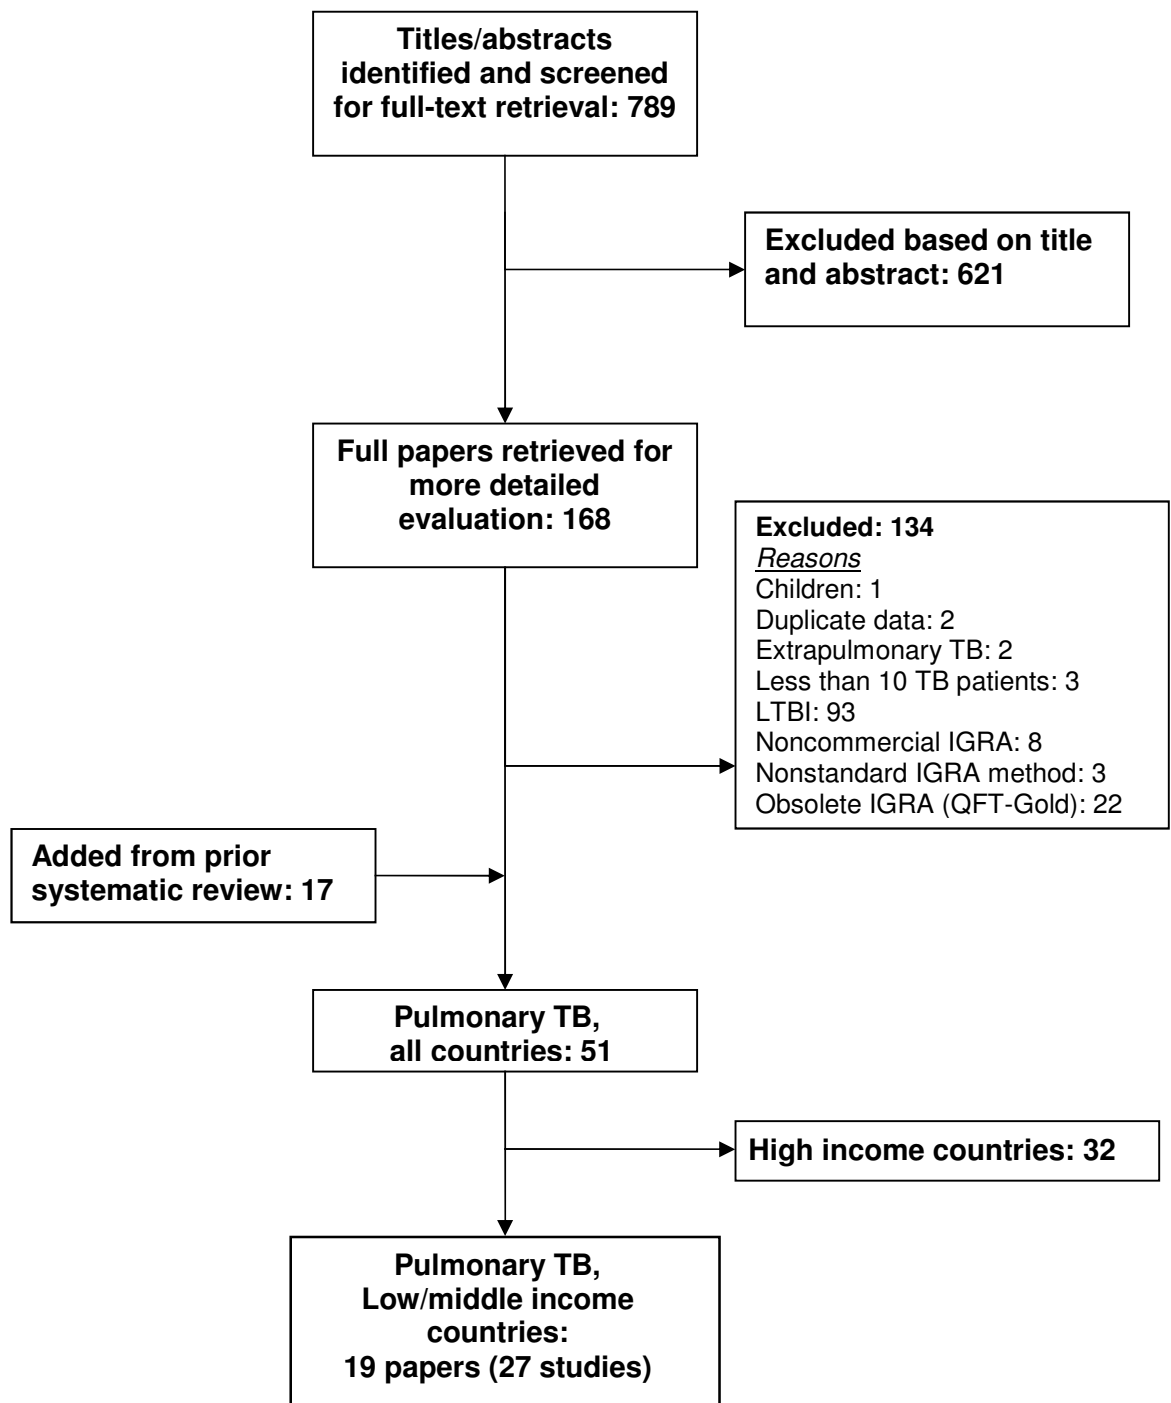 Titles/abstracts
identified and screened
for full-text retrieval: 789
Excluded based on title
and abstract: 621
Full papers retrieved for
more detailed
evaluation: 168
Excluded: 134
Reasons
Children: 1
Duplicate data: 2
Extrapulmonary TB: 2
Less than 10 TB patients: 3
LTBI: 93
Noncommercial IGRA: 8
Nonstandard IGRA method: 3
Obsolete IGRA (QFT-Gold): 22
Added from prior
systematic review: 17
Pulmonary TB,
all countries: 51
High income countries: 32
Pulmonary TB,
Low/middle income
countries:
19 papers (27 studies)